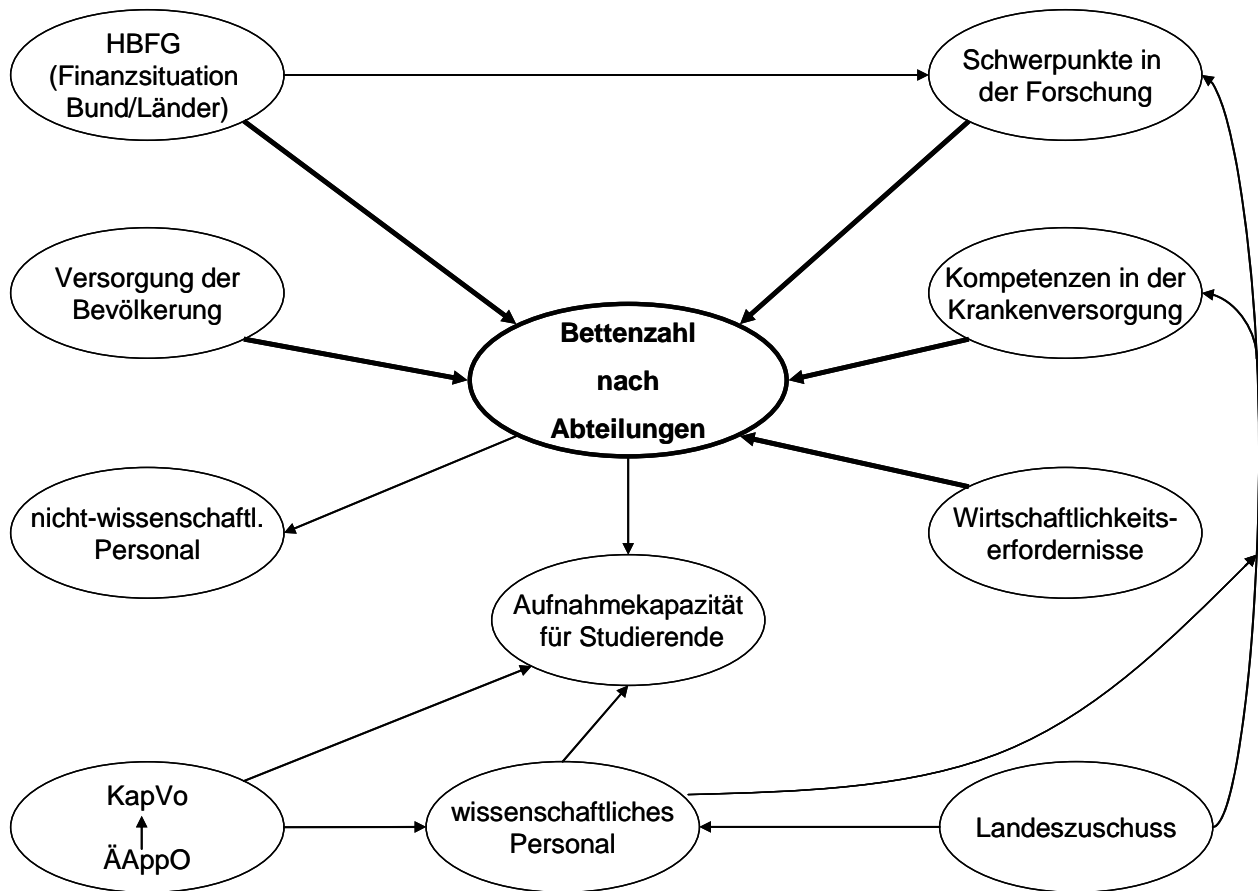 HBFG
(Finanzsituation
Bund/Länder)
Schwerpunkte in
der Forschung
Versorgung der
Bevölkerung
Kompetenzen in der
Krankenversorgung
Bettenzahl
nach
Abteilungen
nicht-wissenschaftl.
Personal
Wirtschaftlichkeits-
erfordernisse
Aufnahmekapazität
für Studierende
KapVo
ÄAppO
wissenschaftliches
Personal
Landeszuschuss